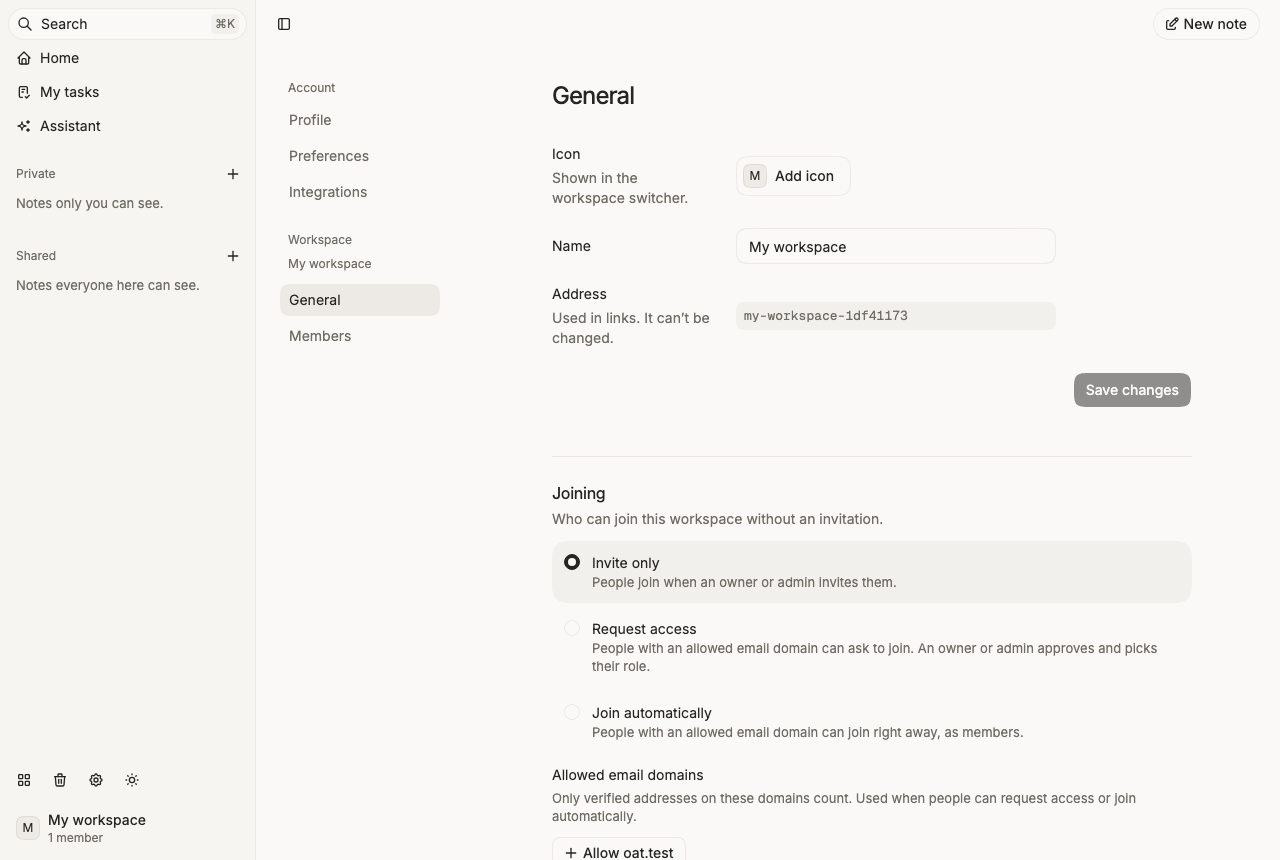 Search ⌘K
Home
My tasks
Assistant
Private
Notes only you can see.
Shared
Notes everyone here can see.
M
My workspace
1 member
New note
Account
Profile
Preferences
Integrations
Workspace
My workspace
General
Members
General
Icon
Shown in the
workspace switcher.
M Add icon
Name
My workspace
Address
Used in links. It can’t be
changed.
my-workspace-1df41173
Save changes
Joining
Who can join this workspace without an invitation.
Invite only
People join when an owner or admin invites them.
Request access
People with an allowed email domain can ask to join. An owner or admin approves and picks
their role.
Join automatically
People with an allowed email domain can join right away, as members.
Allowed email domains
Only verified addresses on these domains count. Used when people can request access or join
automatically.
Allow oat.test